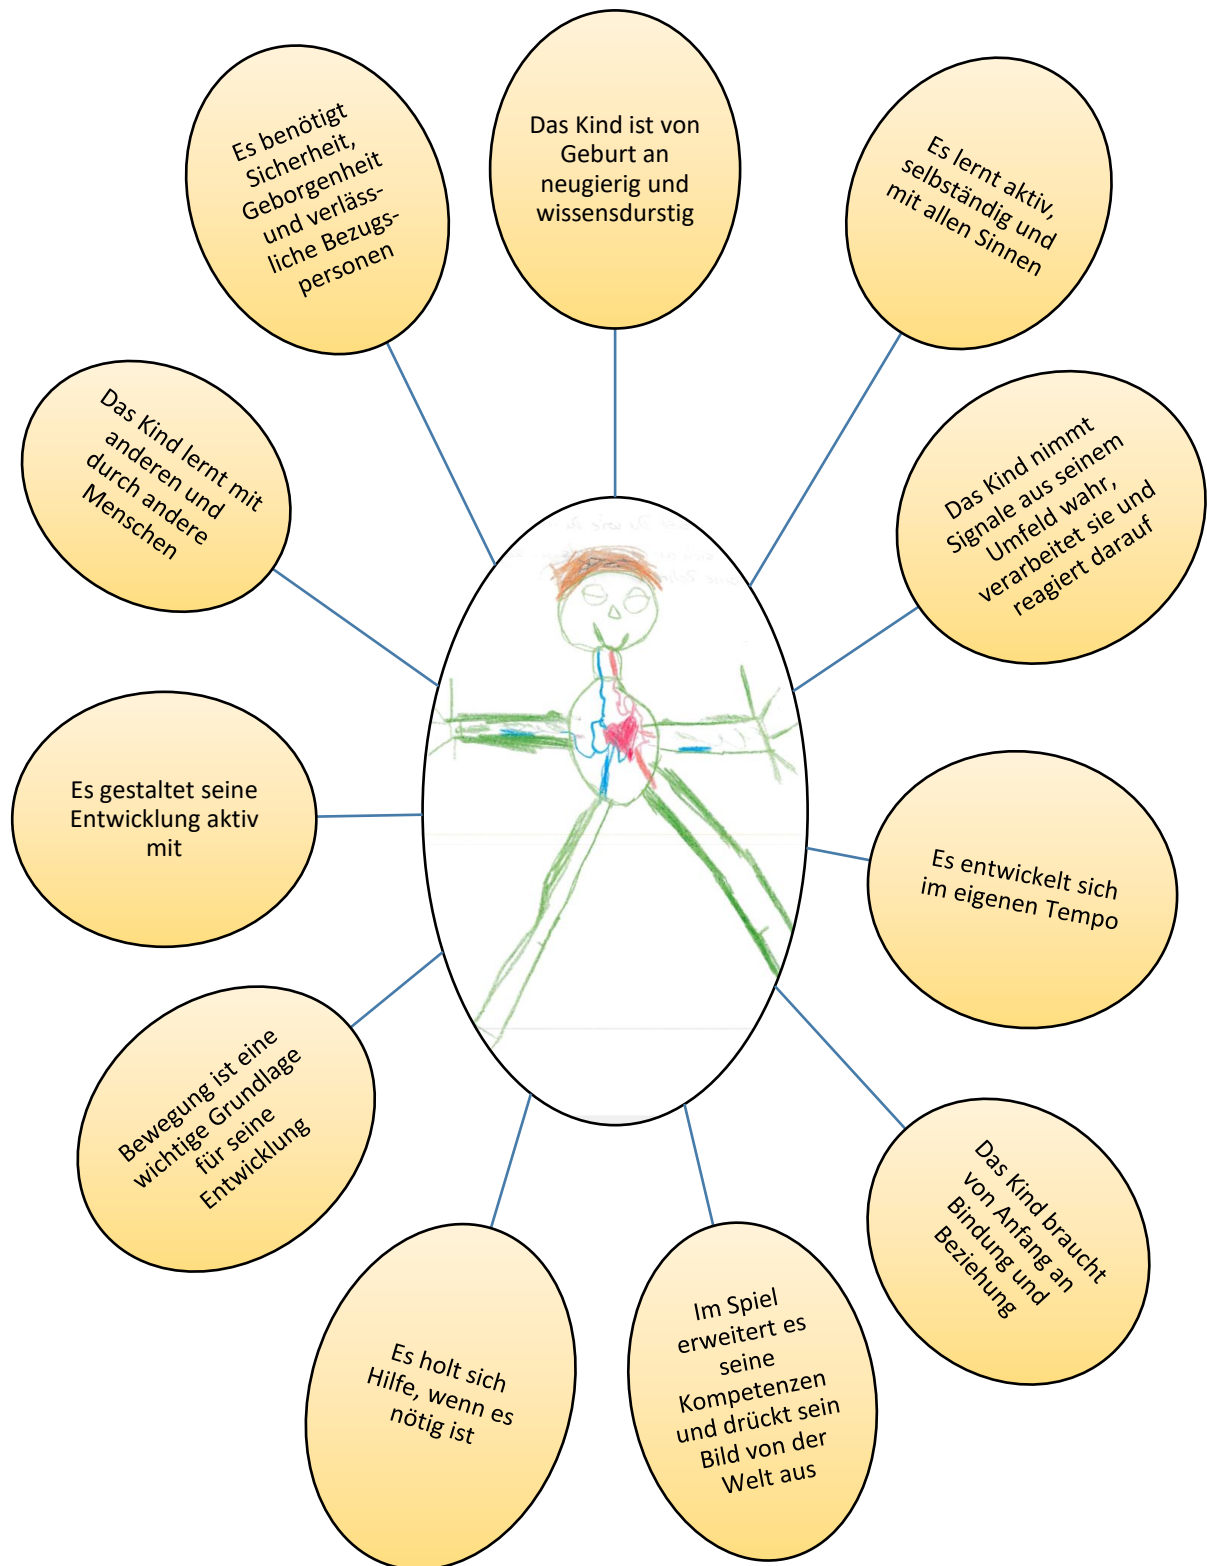 Das Kind ist von
Geburt an
neugierig und
wissensdurstig
Es lernt aktiv,
selbständig und
mit allen Sinnen
Das Kind nimmt
Signale aus seinem
Umfeld wahr,
verarbeitet sie und
reagiert darauf
Es entwickelt sich
im eigenen Tempo
Das Kind braucht
von Anfang an
Bindung und
Beziehung
Im Spiel
erweitert es
seine
Kompetenzen
und drückt sein
Bild von der
Welt aus
Es holt sich
Hilfe, wenn es
nötig ist
Bewegung ist eine
wichtige Grundlage
für seine
Entwicklung
Es gestaltet seine
Entwicklung aktiv
mit
Das Kind lernt mit
anderen und
durch andere
Menschen
Es benötigt
Sicherheit,
Geborgenheit
und verläss-
liche Bezugs-
personen